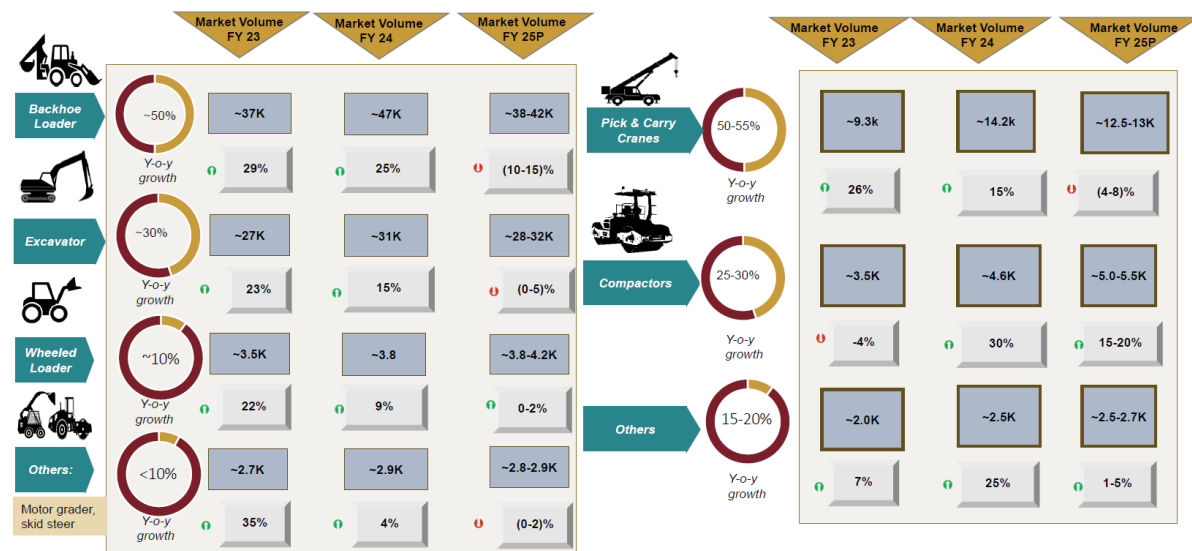 Market Volume
FY 23
Market Volume
FY 24
Market Volume
FY 25P
Backhoe
Loader
~50%
~37K
~47K
~38-42K
Y-o-y
growth
29%
25%
(10-15)%
Excavator
~30%
~27K
~31K
~28-32K
Y-o-y
growth
23%
15%
(0-5)%
Wheeled
Loader
~10%
~3.5K
~3.8
~3.8-4.2K
Y-o-y
growth
22%
9%
0-2%
Others:
<10%
~2.7K
~2.9K
~2.8-2.9K
Motor grader,
skid steer
Y-o-y
growth
35%
4%
(0-2)%
Market Volume
FY 23
Market Volume
FY 24
Market Volume
FY 25P
Pick & Carry
Cranes
50-55%
~9.3k
~14.2k
~12.5-13K
Y-o-y
growth
26%
15%
(4-8)%
Compactors
25-30%
~3.5K
~4.6K
~5.0-5.5K
Y-o-y
growth
-4%
30%
15-20%
Others
15-20%
~2.0K
~2.5K
~2.5-2.7K
Y-o-y
growth
7%
25%
1-5%